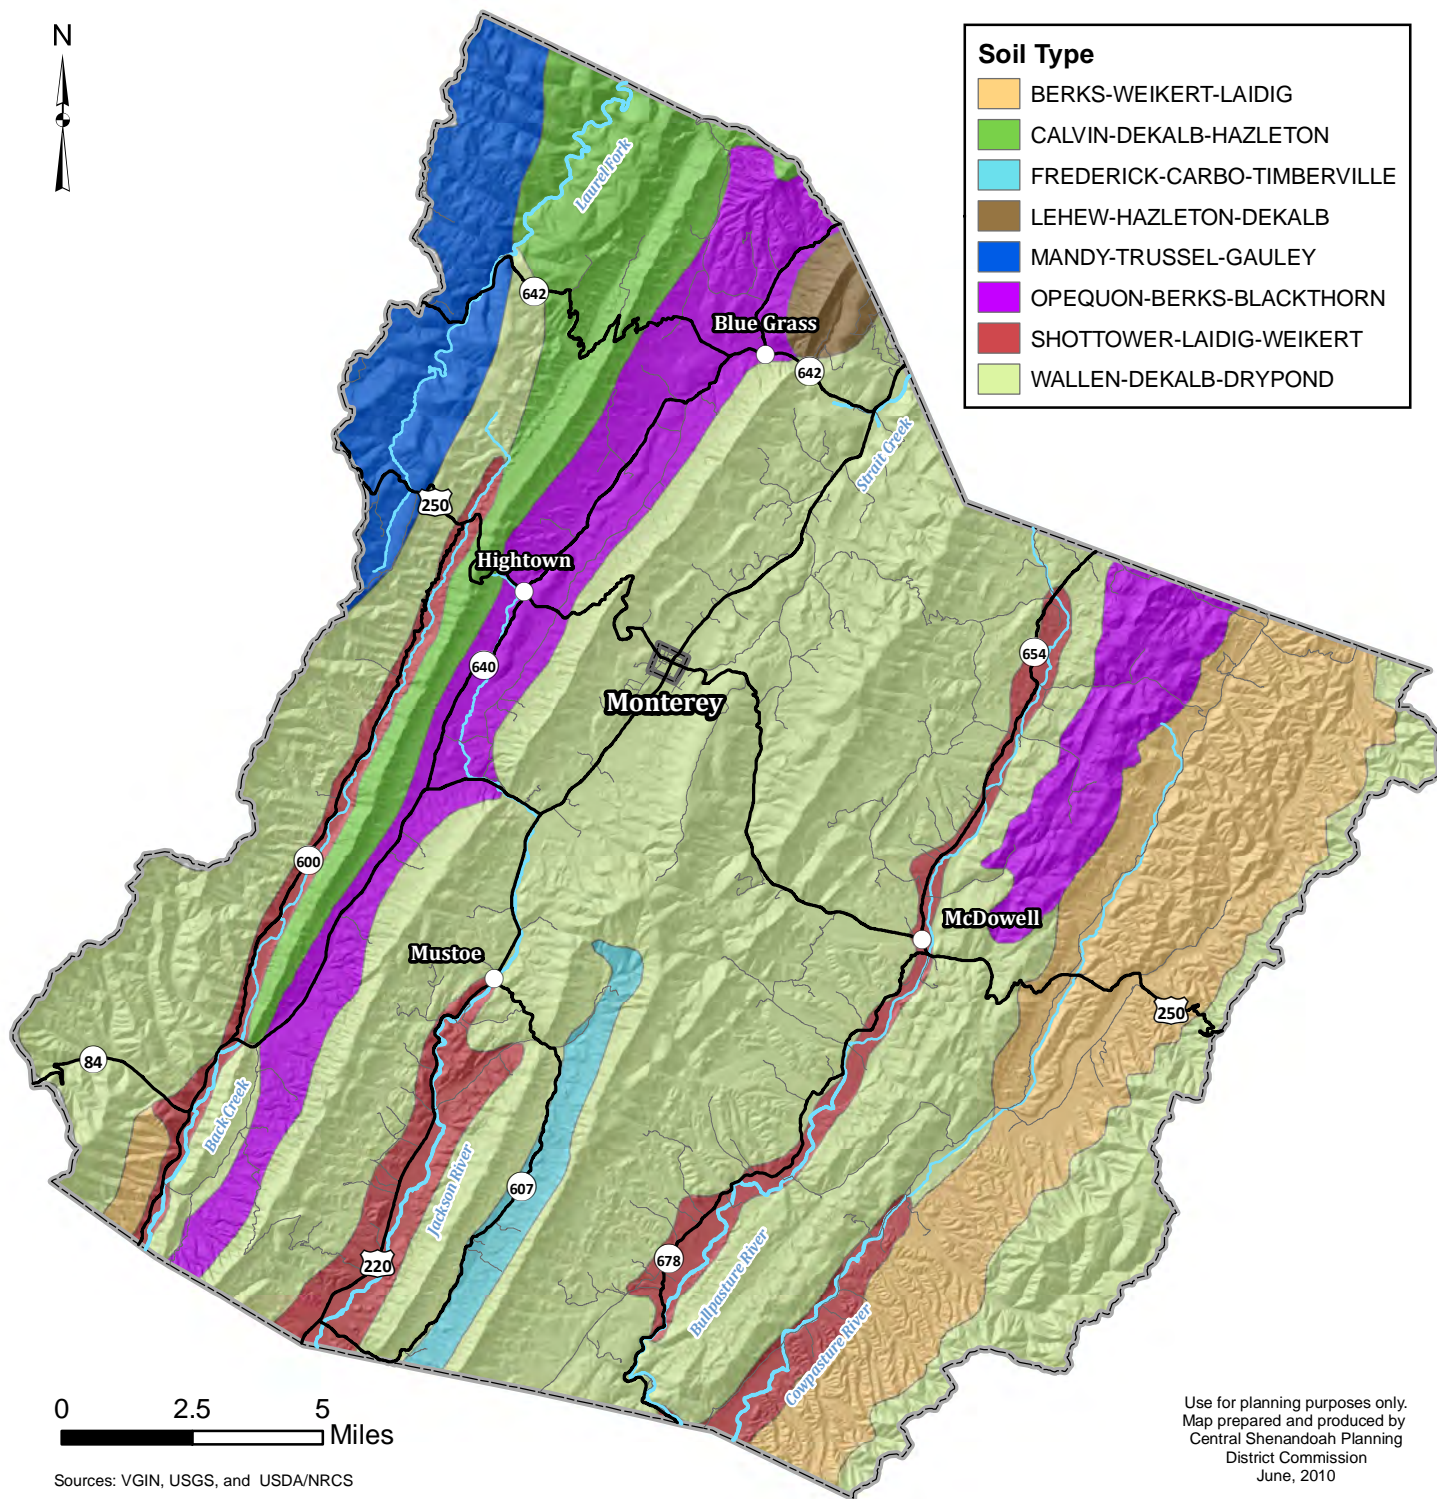 N
Soil Type
BERKS-WEIKERT-LAIDIG
CALVIN-DEKALB-HAZLETON
FREDERICK-CARBO-TIMBERVILLE
LEHEW-HAZLETON-DEKALB
MANDY-TRUSSEL-GAULEY
OPEQUON-BERKS-BLACKTHORN
SHOTTOWER-LAIDIG-WEIKERT
WALLEN-DEKALB-DRYPOND
Laurel Fork
642
Blue Grass
642
Strait Creek
250
Hightown
640
654
Monterey
600
McDowell
Mustoe
250
84
Back Creek
Jackson River
607
220
678
Bullpasture River
Cowpasture River
0 2.5 5
Miles
Sources: VGIN, USGS, and USDA/NRCS
Use for planning purposes only.
Map prepared and produced by
Central Shenandoah Planning
District Commission
June, 2010